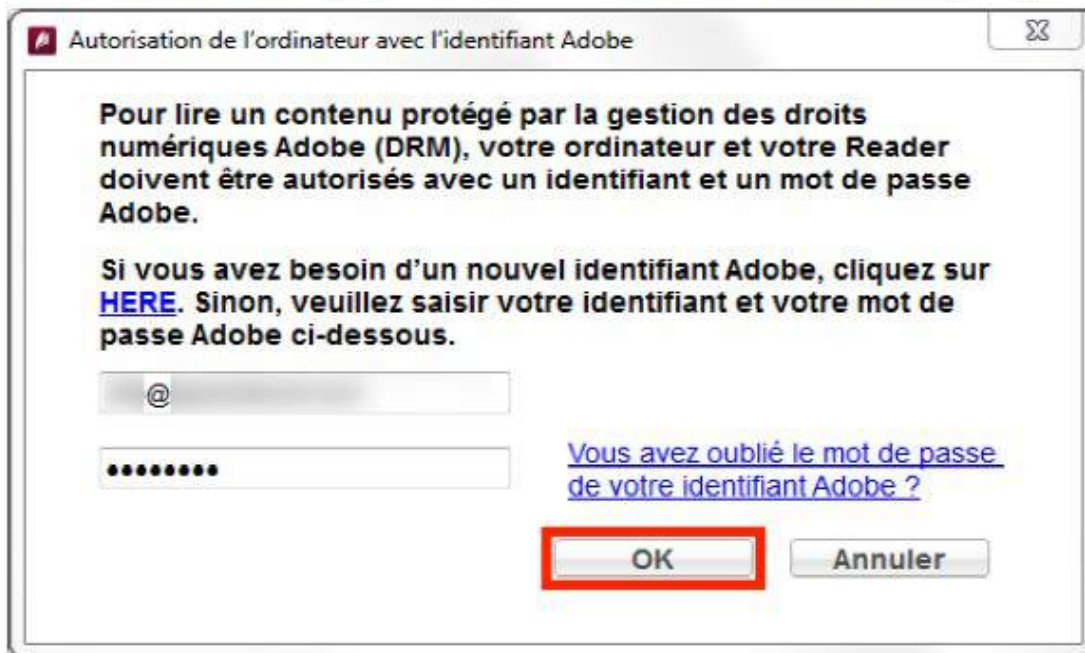 Autorisation de l'ordinateur avec l'identifiant Adobe
Pour lire un contenu protégé par la gestion des droits
numériques Adobe (DRM), votre ordinateur et votre Reader
doivent être autorisés avec un identifiant et un mot de passe
Adobe.
Si vous avez besoin d'un nouvel identifiant Adobe, cliquez sur
HERE. Sinon, veuillez saisir votre identifiant et votre mot de
passe Adobe ci-dessous.
@
••••••••
Vous avez oublié le mot de passe
de votre identifiant Adobe ?
OK
Annuler